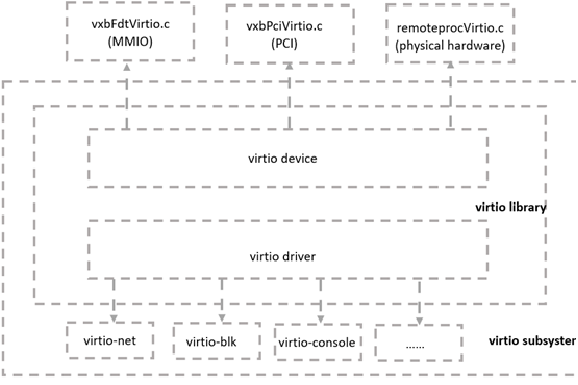 vxbFdtVirtio.c
(MMIO)
vxbPciVirtio.c
(PCI)
remoteprocVirtio.c
(physical hardware)
virtio device
virtio library
virtio driver
virtio-net
virtio-blk
virtio-console
......
virtio subsyster